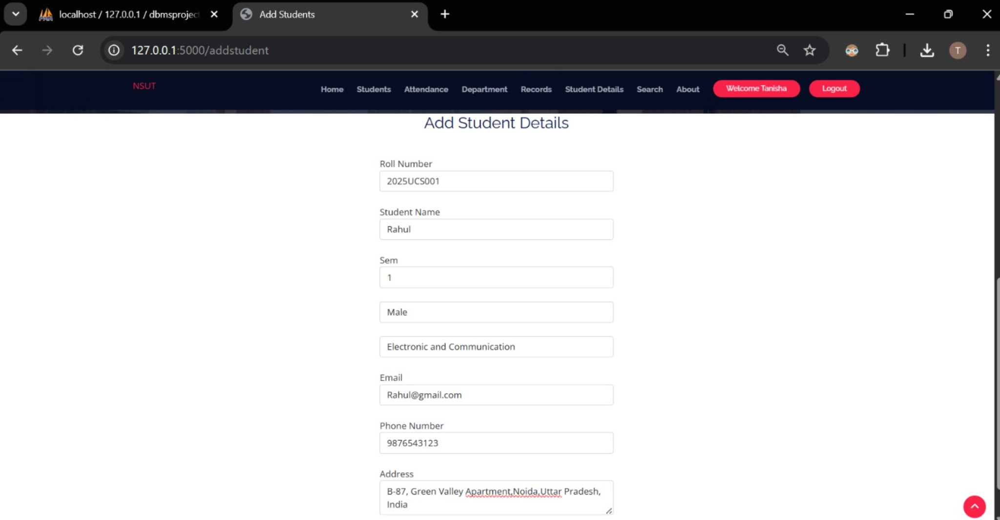 localhost / 127.0.0.1 / dbmsprojec
Add Students
127.0.0.1:5000/addstudent
T
NSUT
Home Students Attendance Department Records Student Details Search About Welcome Tanisha Logout
Add Student Details
Roll Number
2025UCS001
Student Name
Rahul
Sem
1
Male
Electronic and Communication
Email
Rahul@gmail.com
Phone Number
9876543123
Address
B-87, Green Valley Apartment,Noida,Uttar Pradesh,
India